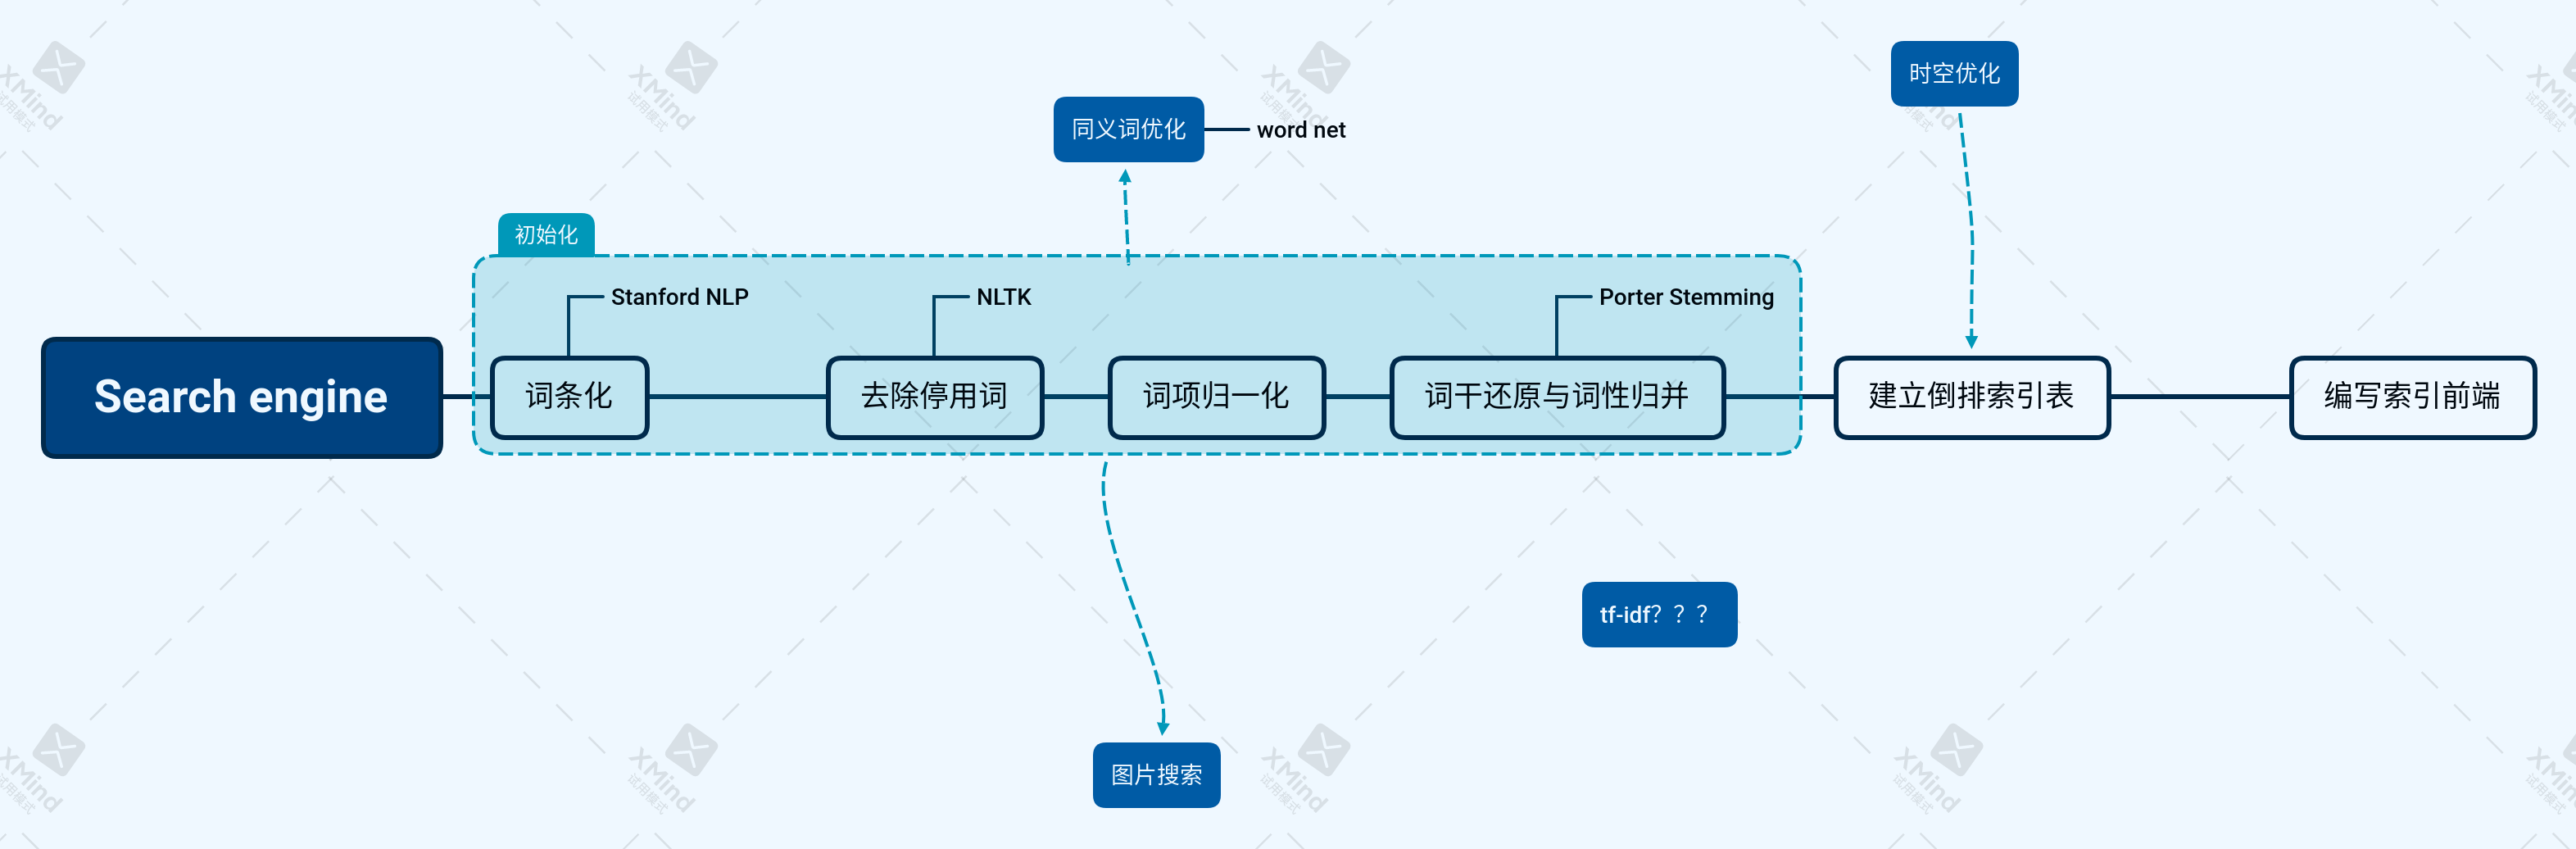 时空优化
同义词优化
word net
初始化
Stanford NLP
NLTK
Porter Stemming
Search engine
词条化
去除停用词
词项归一化
词干还原与词性归并
建立倒排索引表
编写索引前端
tf-idf？？？
图片搜索
XMind
试用模式
XMind
试用模式
XMind
试用模式
XMind
试用模式
XMind
试用模式
XMind
试用模式
XMind
试用模式
XMind
试用模式